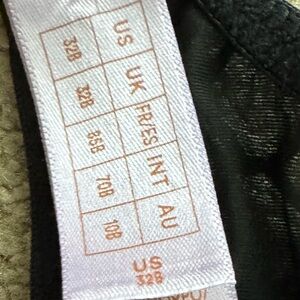 US UK FR/ES INT AU
32B 32B 85B 70B 10B
US
32B